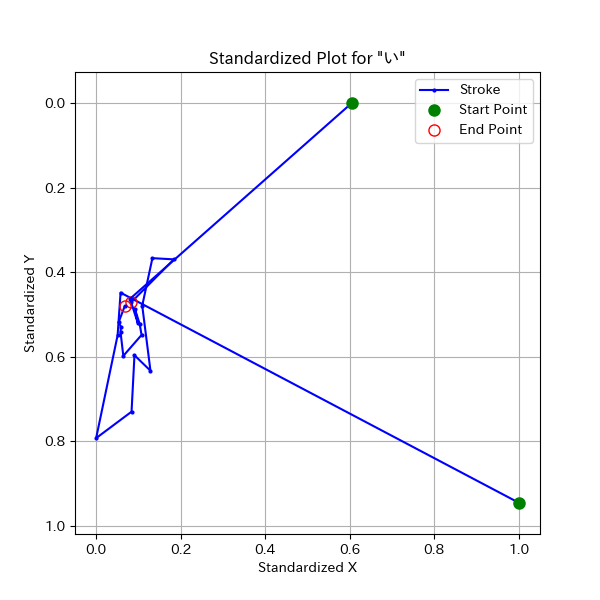 Standardized Plot for "い"
Stroke
Start Point
End Point
Standardized Y
0.0
0.2
0.4
0.6
0.8
1.0
0.0 0.2 0.4 0.6 0.8 1.0
Standardized X